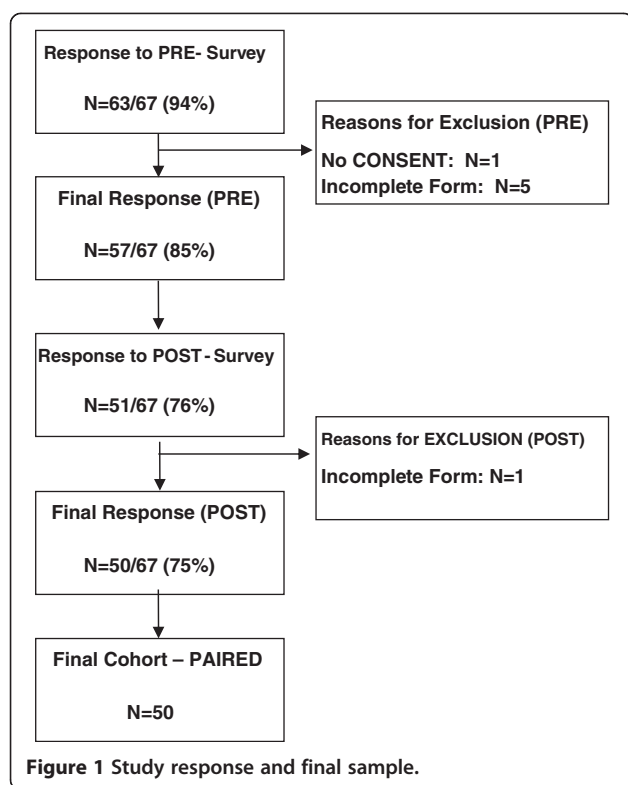 Response to PRE- Survey
N=63/67 (94%)
Reasons for Exclusion (PRE)
No CONSENT: N=1
Incomplete Form: N=5
Final Response (PRE)
N=57/67 (85%)
Response to POST - Survey
N=51/67 (76%)
Reasons for EXCLUSION (POST)
Incomplete Form: N=1
Final Response (POST)
N=50/67 (75%)
Final Cohort – PAIRED
N=50
Figure 1 Study response and final sample.